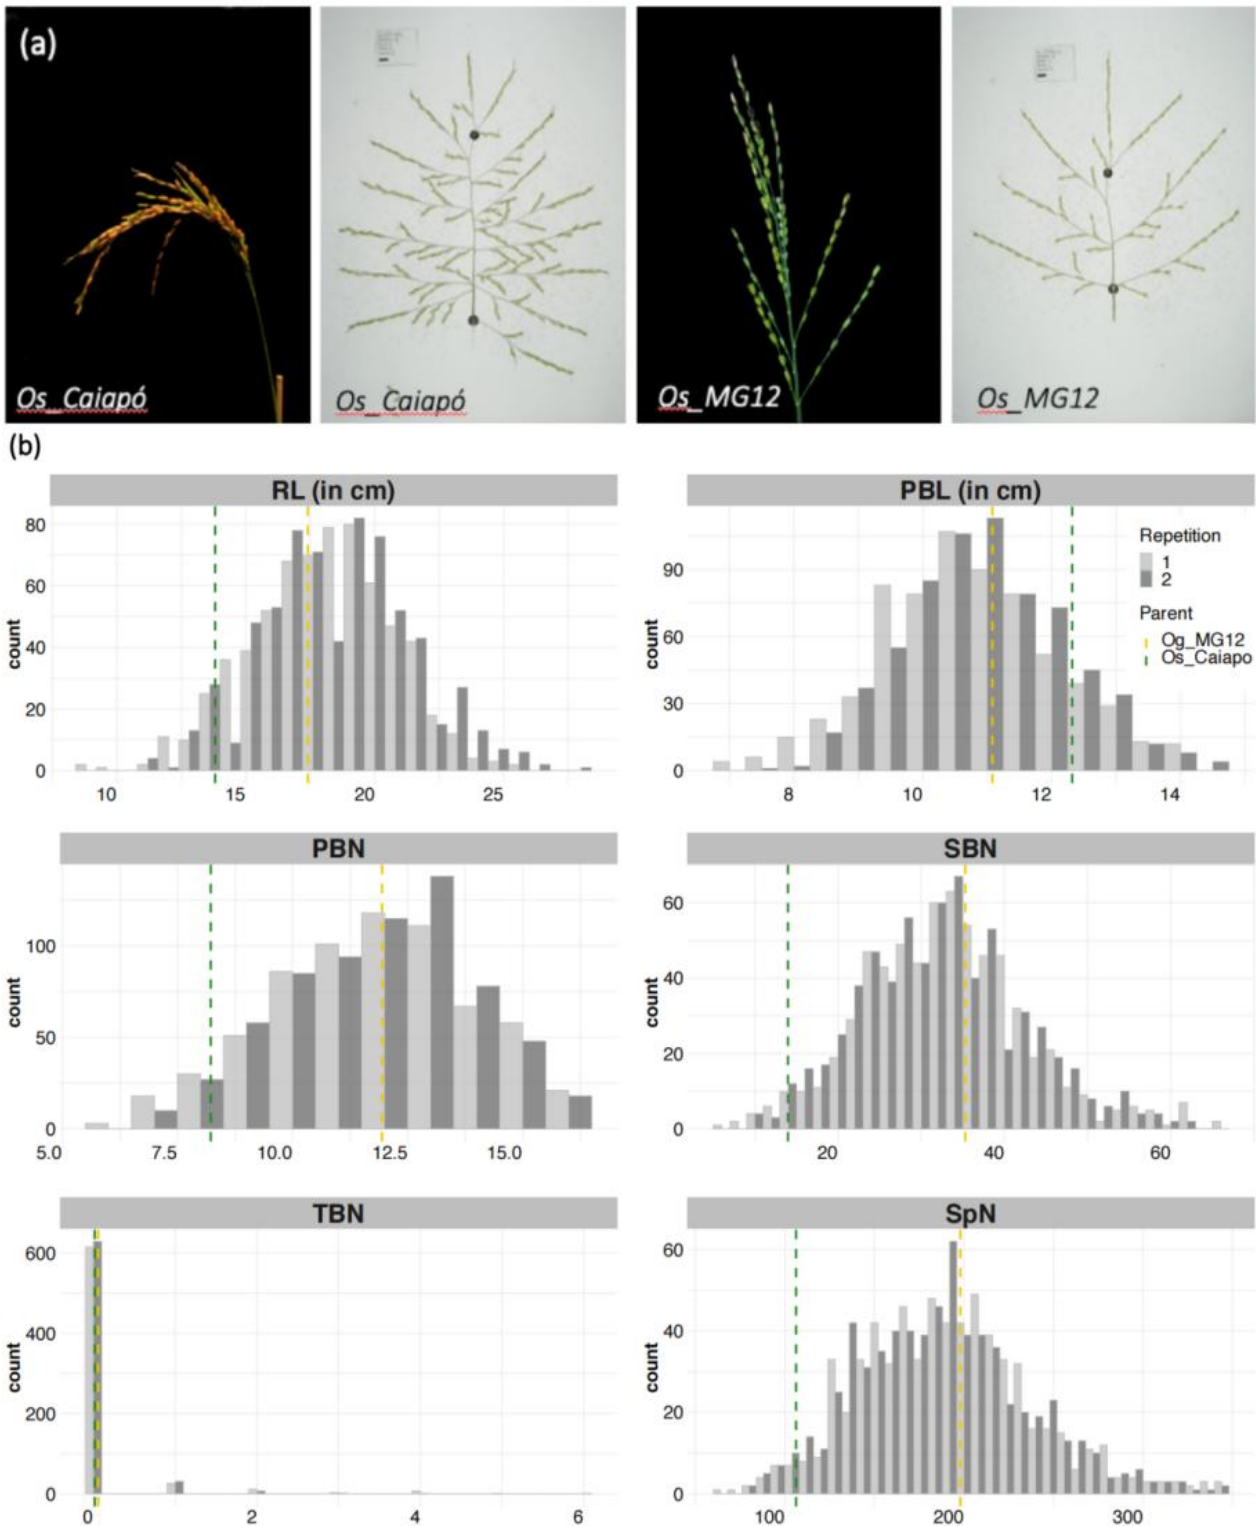 (a)
Os_Caiapó
Os_Caiapó
Os_MG12
Os_MG12
(b)
RL (in cm)
count
80
60
40
20
0
10 15 20 25
PBL (in cm)
count
90
60
30
0
8 10 12 14
Repetition
1
2
Parent
Og_MG12
Os_Caiapo
PBN
count
100
50
0
5.0 7.5 10.0 12.5 15.0
SBN
count
60
40
20
0
20 40 60
TBN
count
600
400
200
0
0 2 4 6
SpN
count
60
40
20
0
100 200 300